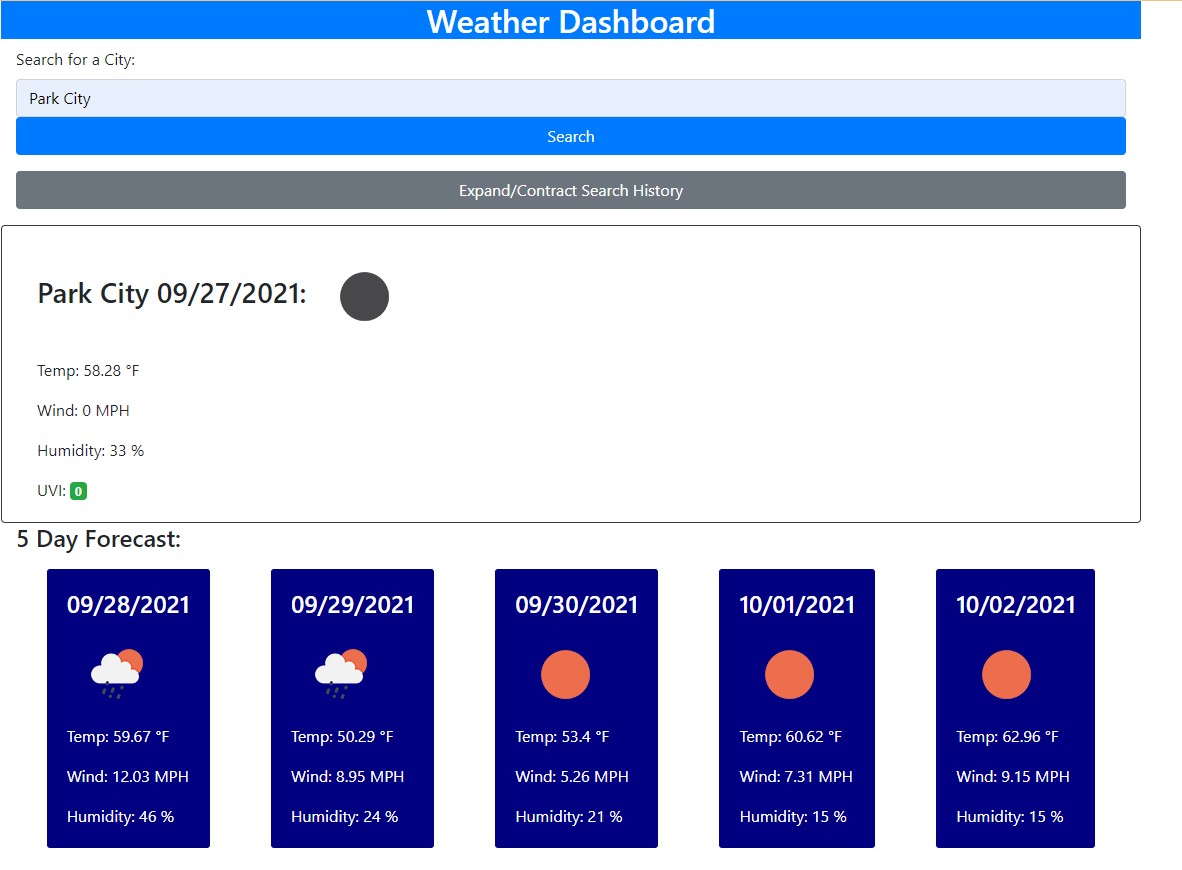 Weather Dashboard
Search for a City:
Park City
Search
Expand/Contract Search History
Park City 09/27/2021:
Temp: 58.28 °F
Wind: 0 MPH
Humidity: 33 %
UVI: 0
5 Day Forecast:
09/28/2021
Temp: 59.67 °F
Wind: 12.03 MPH
Humidity: 46 %
09/29/2021
Temp: 50.29 °F
Wind: 8.95 MPH
Humidity: 24 %
09/30/2021
Temp: 53.4 °F
Wind: 5.26 MPH
Humidity: 21 %
10/01/2021
Temp: 60.62 °F
Wind: 7.31 MPH
Humidity: 15 %
10/02/2021
Temp: 62.96 °F
Wind: 9.15 MPH
Humidity: 15 %